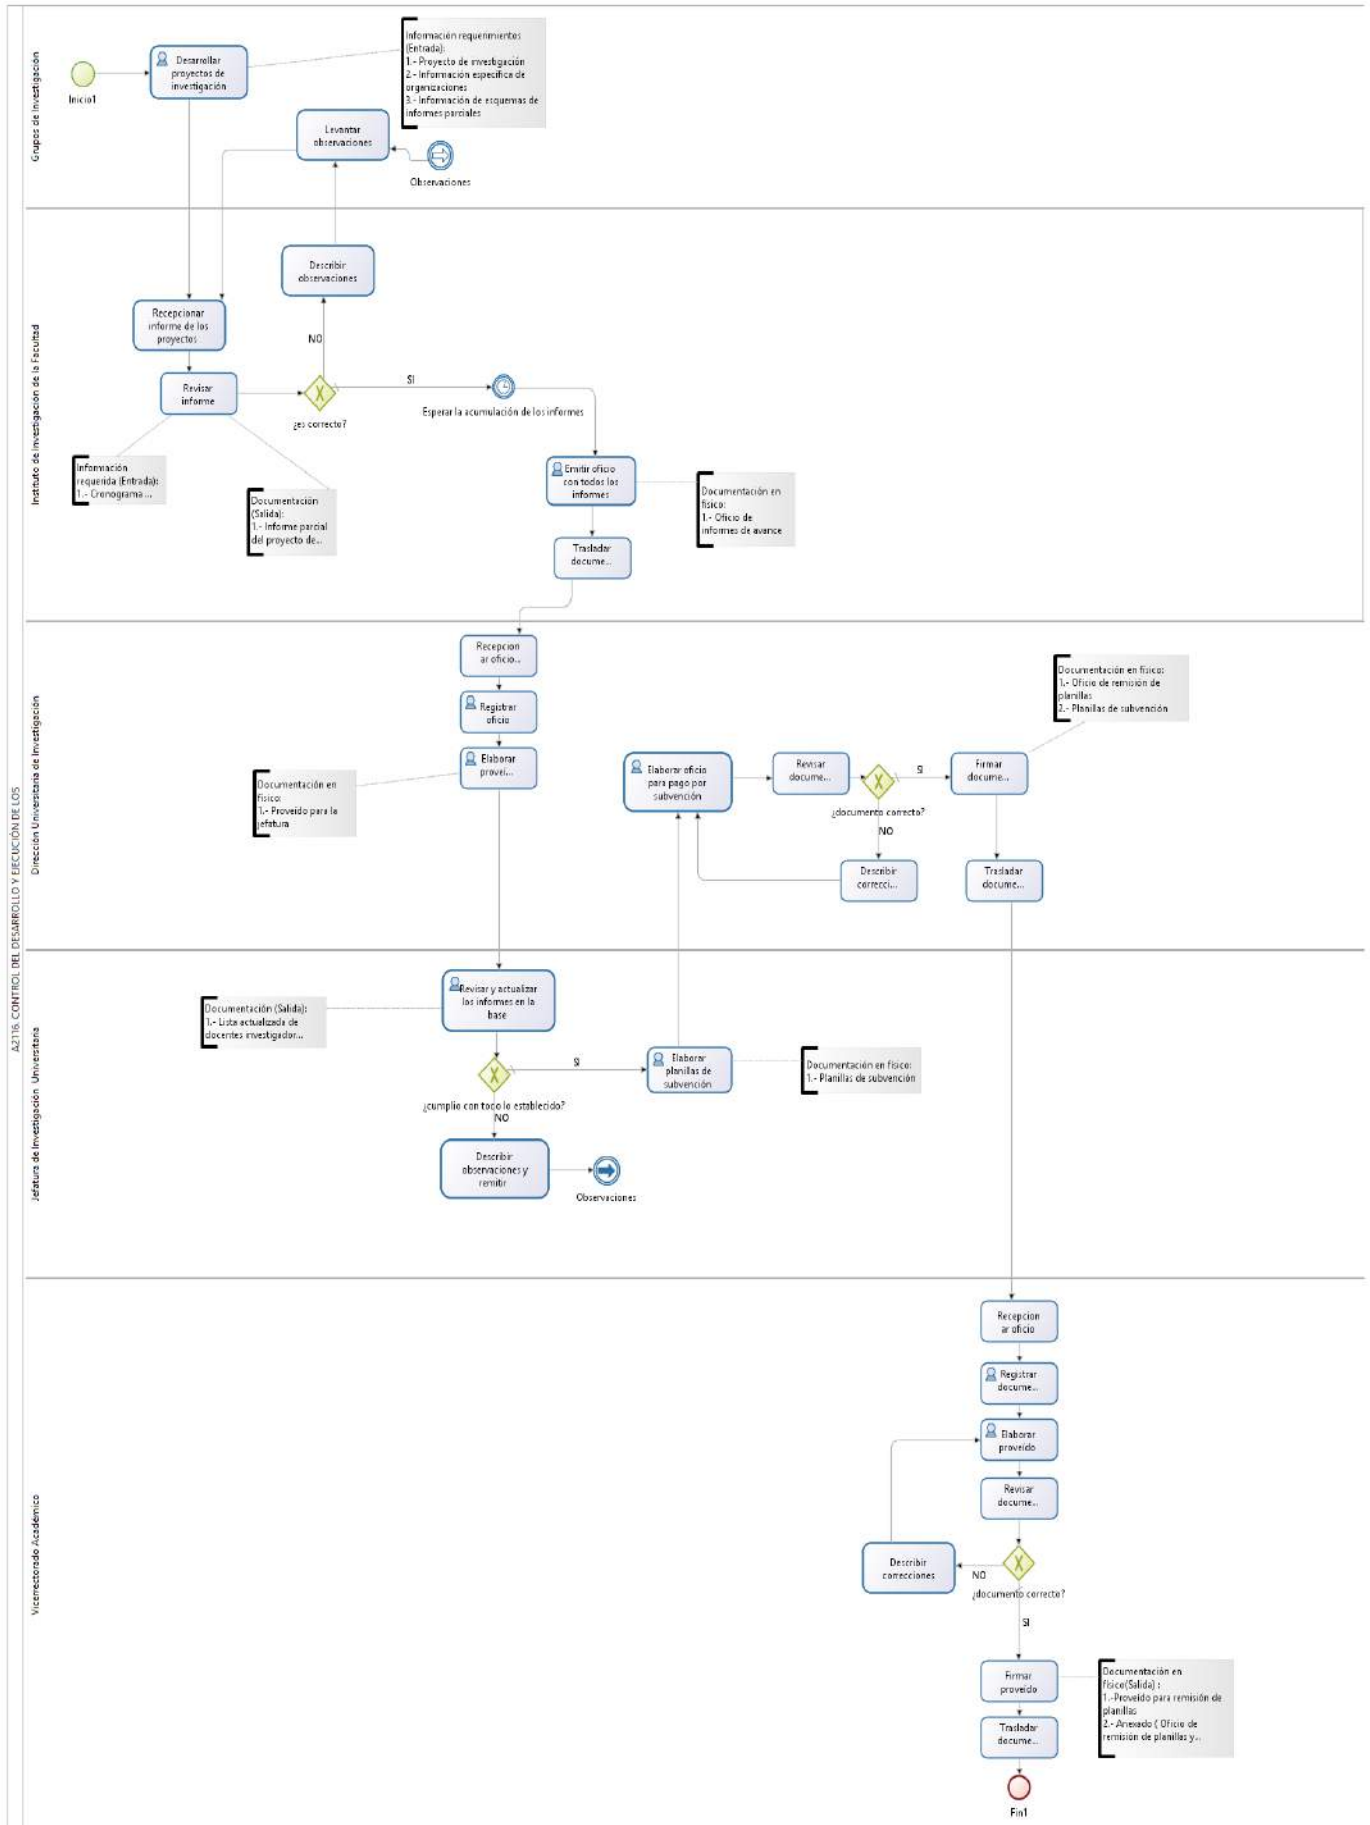 A2116. CONTROL DEL DESARROLLO Y EJECUCIÓN DE LOS
Grupos de Investigación
Inicio1
Desarrollar
proyectos de
investigación
Información requerimientos
(Entrada):
1.- Proyecto de investigación
2.- Información específica de
organizaciones
3.- Información de esquemas de
informes parciales
Levantar
observaciones
Observaciones
Instituto de Investigación de la Facultad
Describir
observaciones
Recepcionar
informe de los
proyectos
NO
Revisar
informe
¿es correcto?
SI
Esperar la acumulación de los informes
Información
requerida (Entrada):
1.- Cronograma ...
Documentación
(Salida):
1.- Informe parcial
del proyecto de...
Emitir oficio
con todos los
informes
Documentación en
físico:
1.- Oficio de
informes de avance
Trasladar
docume...
Dirección Universitaria de Investigación
Recepcion
ar oficio...
Registrar
oficio
Elaborar
proveí...
Documentación en
físico:
1.- Proveído para la
jefatura
Elaborar oficio
para pago por
subvención
Revisar
docume...
¿documento correcto?
SI
NO
Firmar
docume...
Documentación en físico:
1.- Oficio de remisión de
planillas
2.- Planillas de subvención
Describir
correcci...
Trasladar
docume...
Jefatura de Investigación Universitaria
Revisar y actualizar
los informes en la
base
Documentación (Salida):
1.- Lista actualizada de
docentes investigador...
¿cumplio con todo lo establecido?
SI
NO
Elaborar
planillas de
subvención
Documentación en físico:
1.- Planillas de subvención
Describir
observaciones y
remitir
Observaciones
Vicerrectorado Académico
Recepcion
ar oficio
Registrar
docume...
Elaborar
proveído
Revisar
docume...
Describir
correcciones
NO
¿documento correcto?
SI
Firmar
proveído
Documentación en
físico(Salida) :
1.-Proveído para remisión de
planillas
2.- Anexado ( Oficio de
remisión de planillas y...
Trasladar
docume...
Fin1